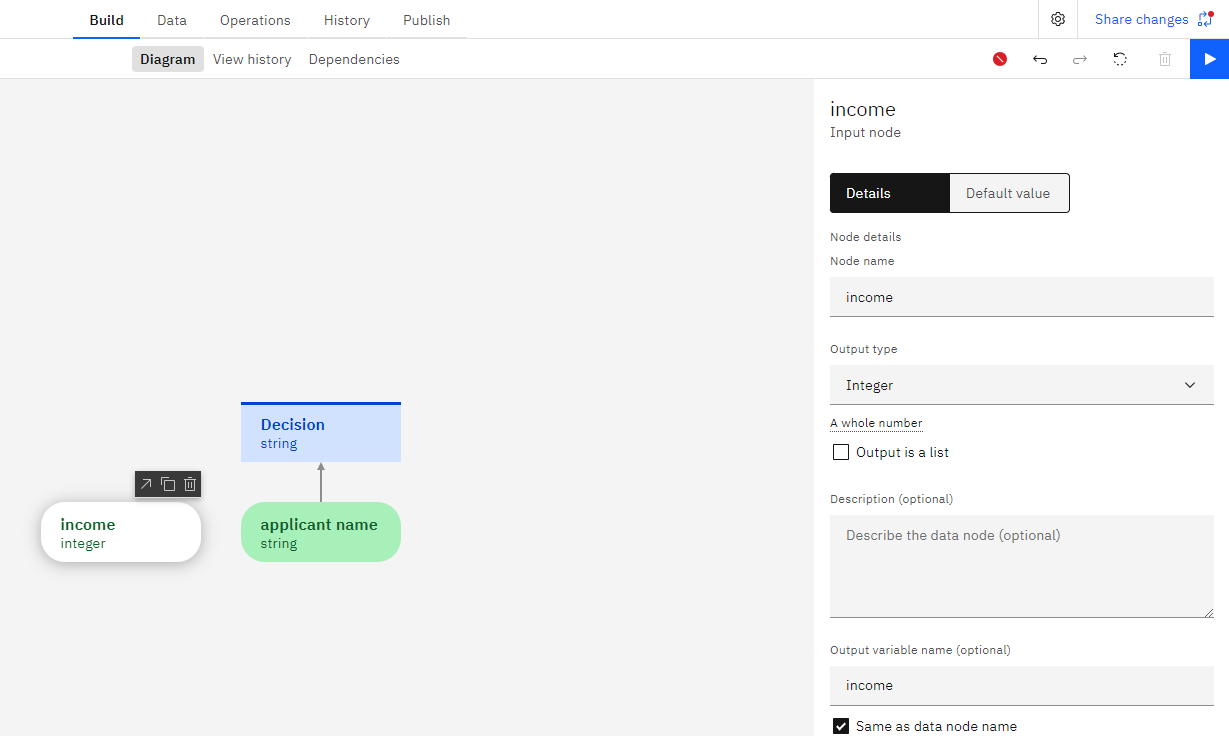 Build Data Operations History Publish Share changes
Diagram View history Dependencies
income
Input node
Details Default value
Node details
Node name
income
Output type
Integer
A whole number
Output is a list
Description (optional)
Describe the data node (optional)
Output variable name (optional)
income
Same as data node name
Decision
string
income
integer
applicant name
string